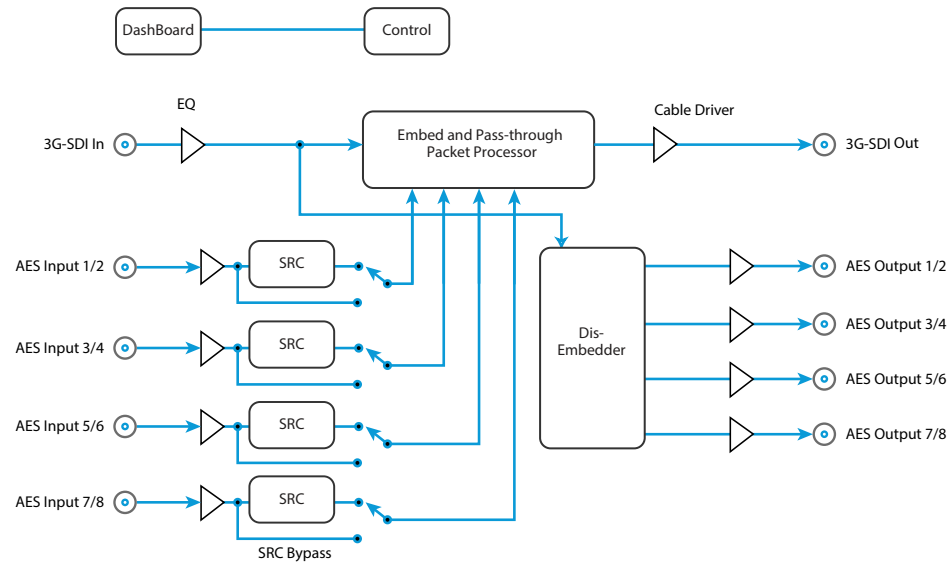 DashBoard
Control
EQ
Cable Driver
3G-SDI In
Embed and Pass-through
Packet Processor
3G-SDI Out
AES Input 1/2
SRC
AES Output 1/2
AES Input 3/4
SRC
Dis-
Embedder
AES Output 3/4
AES Output 5/6
AES Input 5/6
SRC
AES Output 7/8
AES Input 7/8
SRC
SRC Bypass